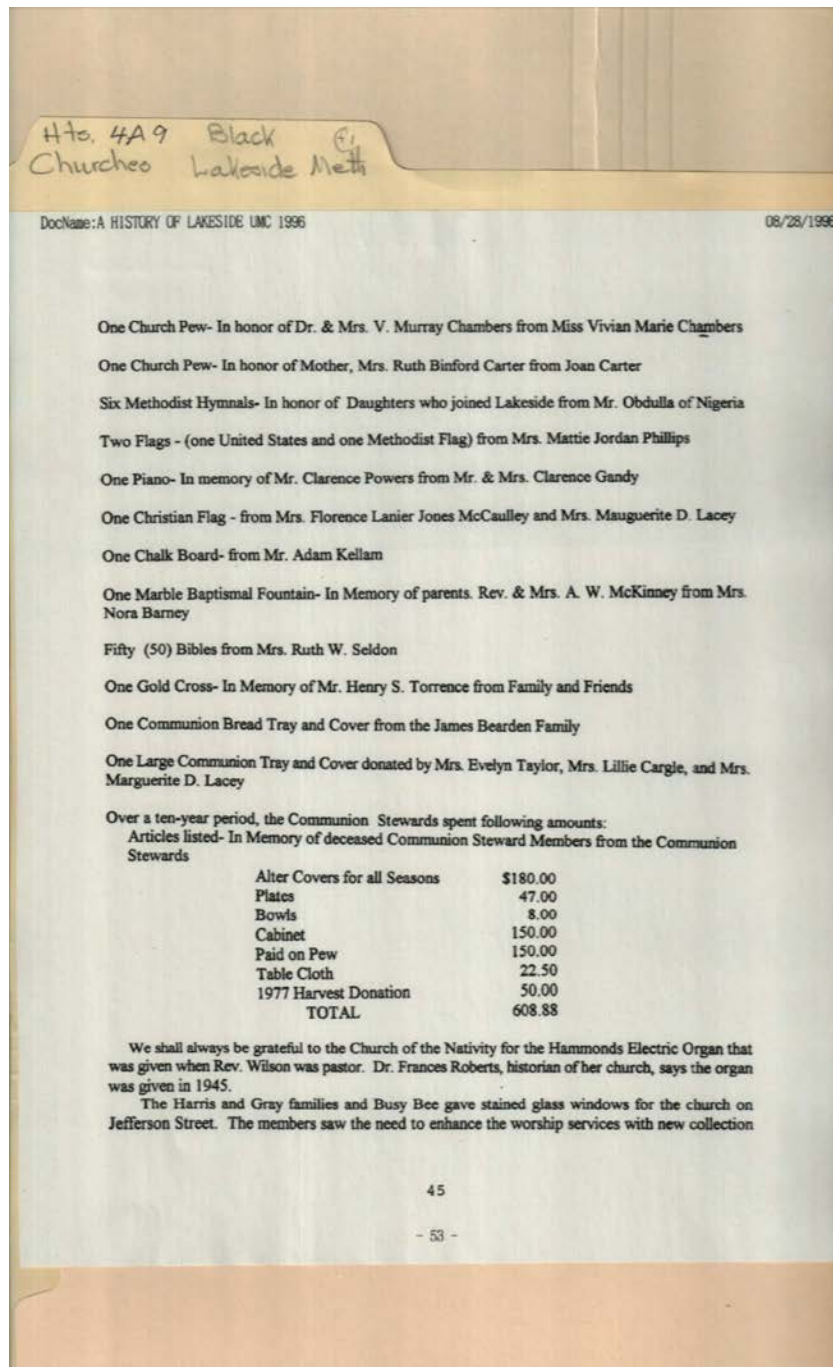 Hts. 4A9 Black
Churches Lakeside Meth
DocName:A HISTORY OF LAKESIDE UMC 1996 08/28/1996
One Church Pew- In honor of Dr. & Mrs. V. Murray Chambers from Miss Vivian Marie Chambers
One Church Pew- In honor of Mother, Mrs. Ruth Binford Carter from Joan Carter
Six Methodist Hymnals- In honor of Daughters who joined Lakeside from Mr. Obdulla of Nigeria
Two Flags - (one United States and one Methodist Flag) from Mrs. Mattie Jordan Phillips
One Piano- In memory of Mr. Clarence Powers from Mr. & Mrs. Clarence Gandy
One Christian Flag - from Mrs. Florence Lanier Jones McCaulley and Mrs. Mauguerite D. Lacey
One Chalk Board- from Mr. Adam Kellam
One Marble Baptismal Fountain- In Memory of parents. Rev. & Mrs. A. W. McKinney from Mrs.
Nora Barney
Fifty (50) Bibles from Mrs. Ruth W. Seldon
One Gold Cross- In Memory of Mr. Henry S. Torrence from Family and Friends
One Communion Bread Tray and Cover from the James Bearden Family
One Large Communion Tray and Cover donated by Mrs. Evelyn Taylor, Mrs. Lillie Cargle, and Mrs.
Marguerite D. Lacey
Over a ten-year period, the Communion Stewards spent following amounts:
Articles listed- In Memory of deceased Communion Steward Members from the Communion
Stewards
Alter Covers for all Seasons $180.00
Plates 47.00
Bowls 8.00
Cabinet 150.00
Paid on Pew 150.00
Table Cloth 22.50
1977 Harvest Donation 50.00
TOTAL 608.88
We shall always be grateful to the Church of the Nativity for the Hammonds Electric Organ that
was given when Rev. Wilson was pastor. Dr. Frances Roberts, historian of her church, says the organ
was given in 1945.
The Harris and Gray families and Busy Bee gave stained glass windows for the church on
Jefferson Street. The members saw the need to enhance the worship services with new collection
45
- 53 -